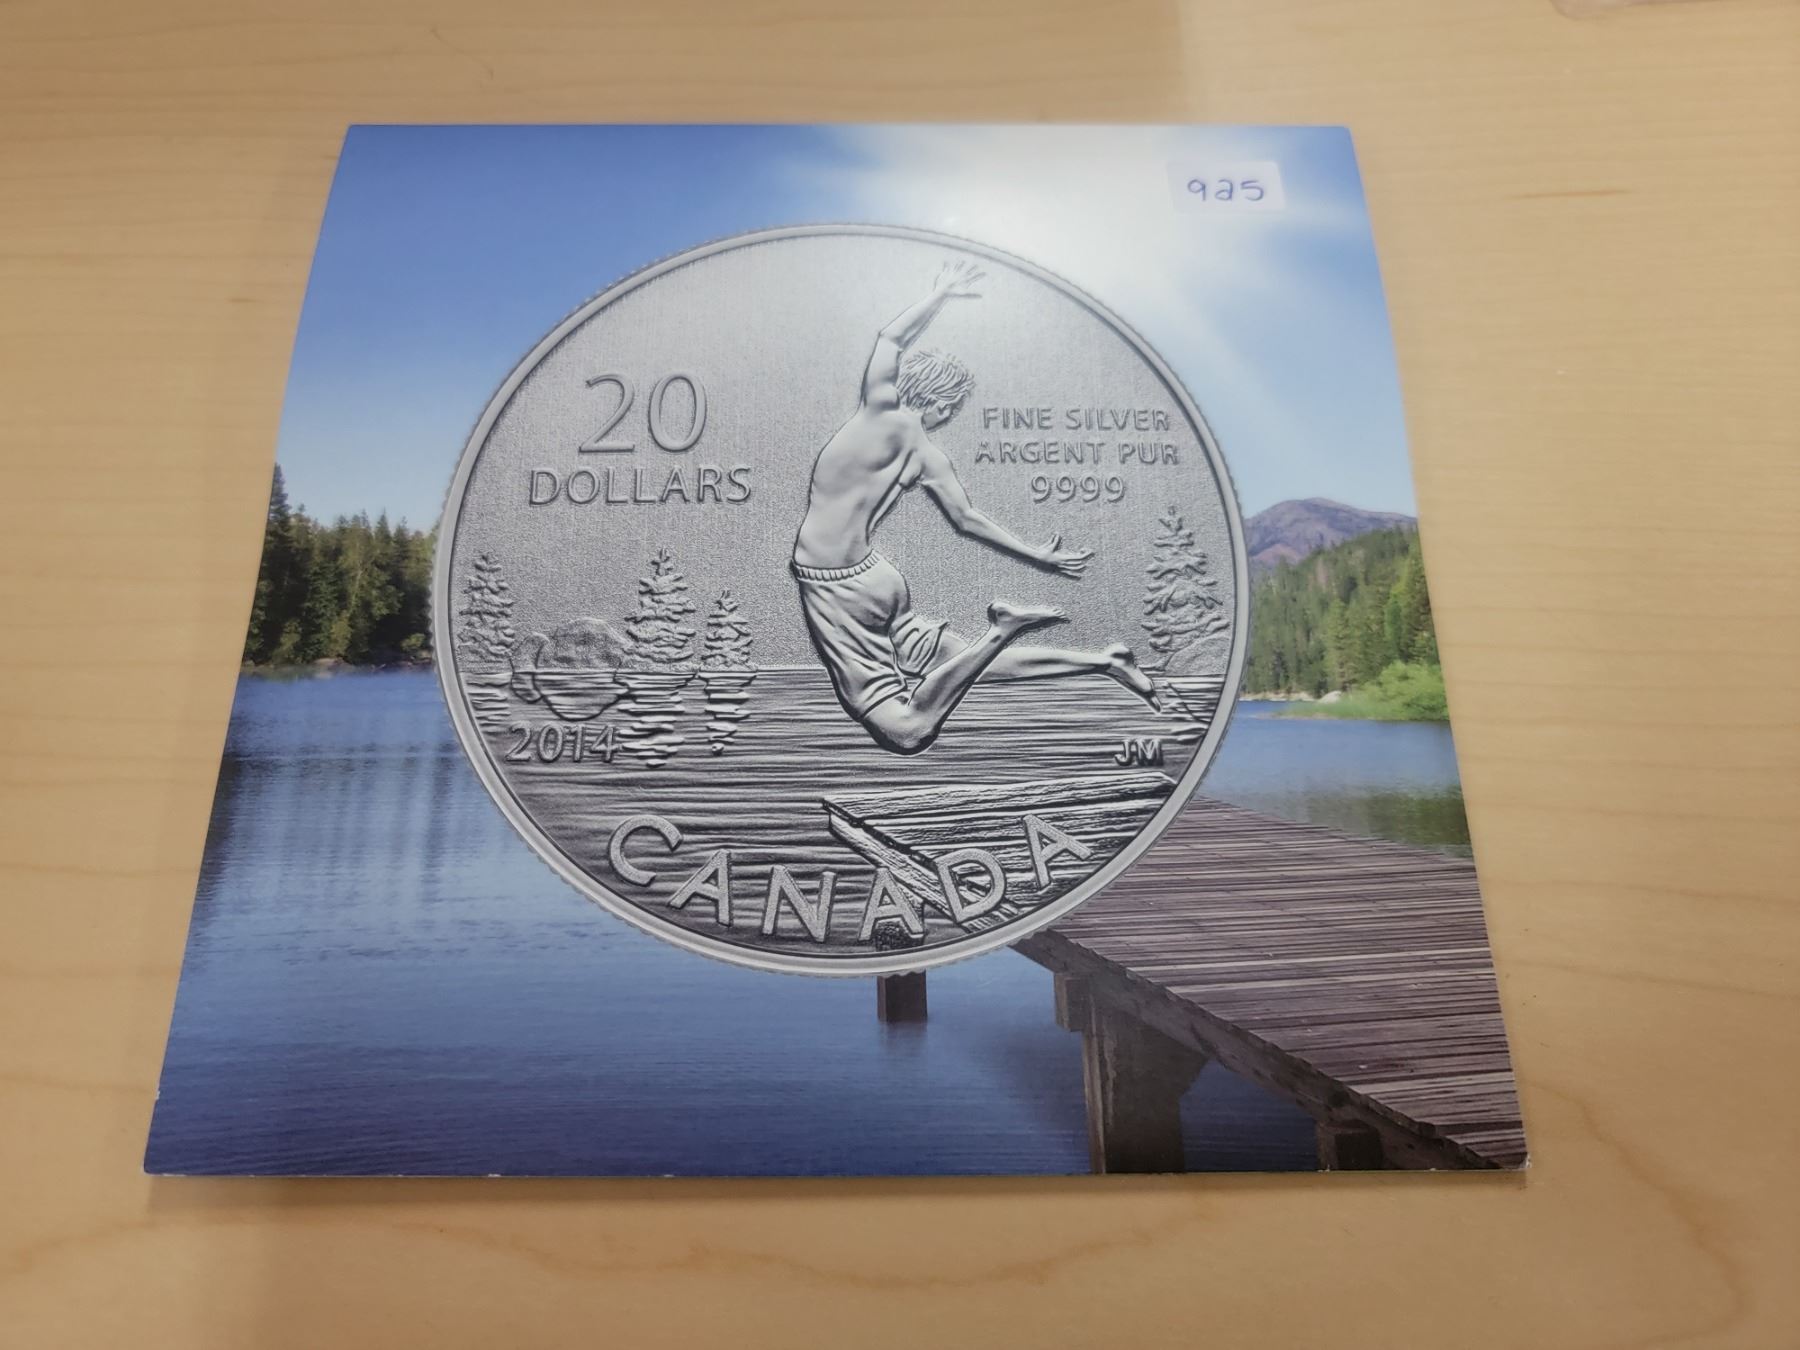 925
20
DOLLARS
FINE SILVER
ARGENT PUR
9999
2014
JM
CANADA